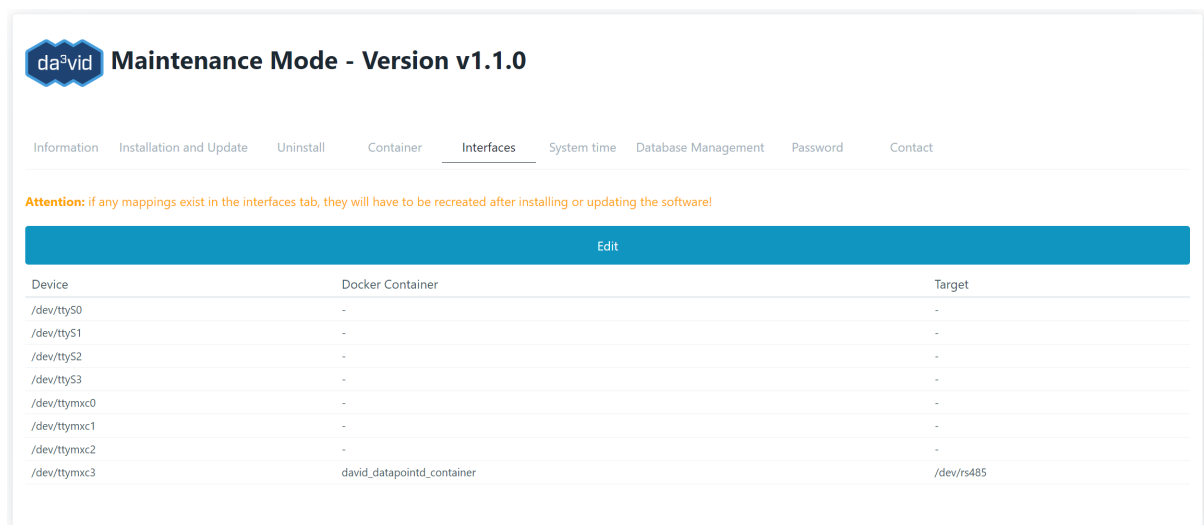 da³vid Maintenance Mode - Version v1.1.0
Information Installation and Update Uninstall Container Interfaces System time Database Management Password Contact
Attention: if any mappings exist in the interfaces tab, they will have to be recreated after installing or updating the software!
Edit
Device Docker Container Target
/dev/ttyS0 - -
/dev/ttyS1 - -
/dev/ttyS2 - -
/dev/ttyS3 - -
/dev/ttymxc0 - -
/dev/ttymxc1 - -
/dev/ttymxc2 - -
/dev/ttymxc3 david_datapointd_container /dev/rs485